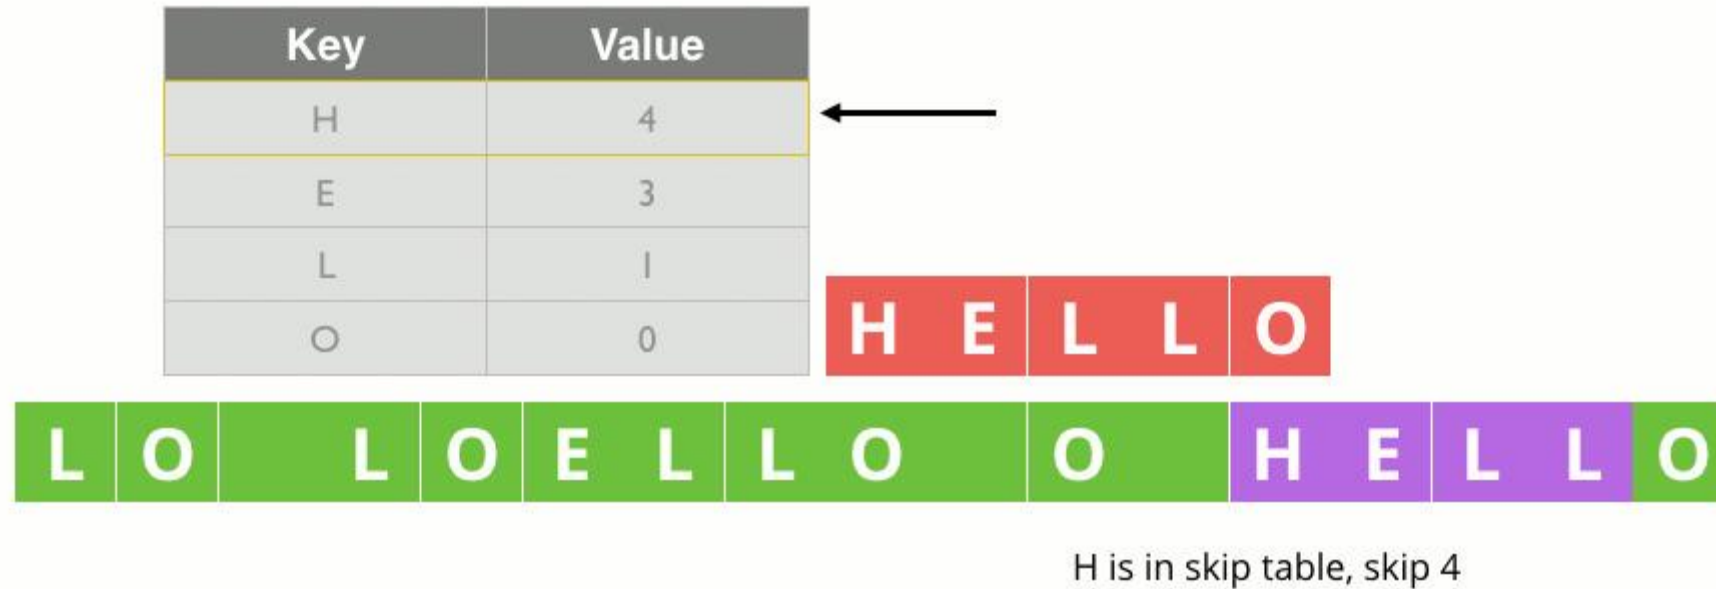 Key Value
H 4
E 3
L 1
O 0
H E L L O
L O L O E L L O O H E L L O
H is in skip table, skip 4